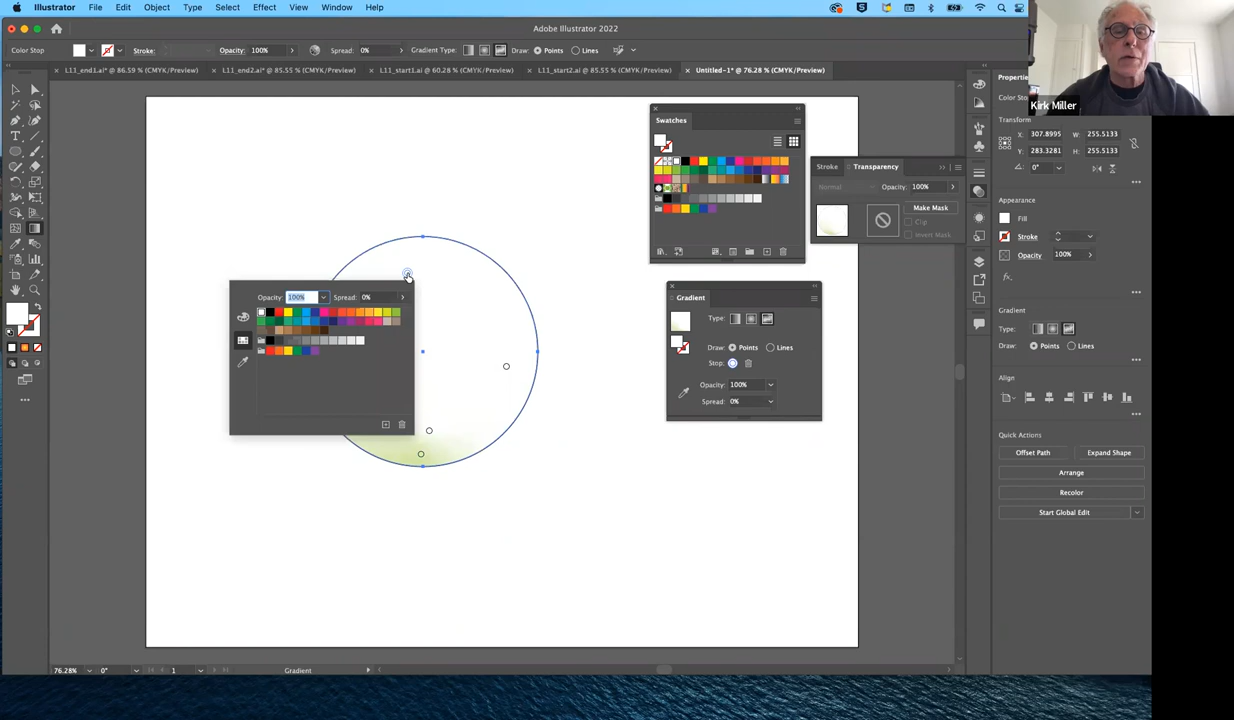 Illustrator File Edit Object Type Select Effect View Window Help
Adobe Illustrator 2022
Color Stop Stroke: Opacity: 100% Spread: 0% Gradient Type: Draw: Points Lines
L11_end1.ai* @ 86.59 % (CMYK/Preview) L11_end2.ai* @ 85.55 % (CMYK/Preview) L11_start1.ai @ 60.28 % (CMYK/Preview) L11_start2.ai @ 85.55 % (CMYK/Preview) Untitled-1* @ 76.28 % (CMYK/Preview)
Kirk Miller
Properties
Color Sto
Transform
X: 307.8995 W: 255.5133
Y: 283.3281 H: 255.5133
0°
Appearance
Fill
Stroke
Opacity 100%
Gradient
Type:
Draw: Points Lines
Align
Quick Actions
Offset Path Expand Shape
Arrange
Recolor
Start Global Edit
Swatches
Stroke Transparency
Normal Opacity: 100%
Make Mask
Clip
Invert Mask
Gradient
Type:
Draw: Points Lines
Stop:
Opacity: 100%
Spread: 0%
Opacity: 100% Spread: 0%
76.28% 0° 1 Gradient